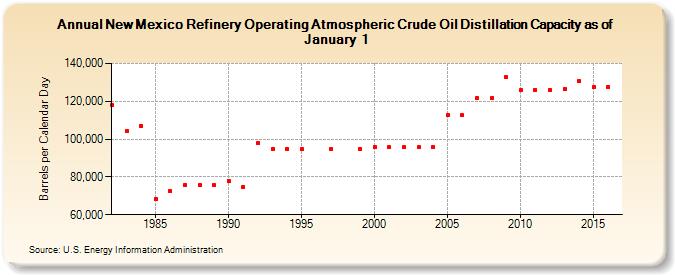 Annual New Mexico Refinery Operating Atmospheric Crude Oil Distillation Capacity as of
January 1
Barrels per Calendar Day
140,000
120,000
100,000
80,000
60,000
1985 1990 1995 2000 2005 2010 2015
Source: U.S. Energy Information Administration